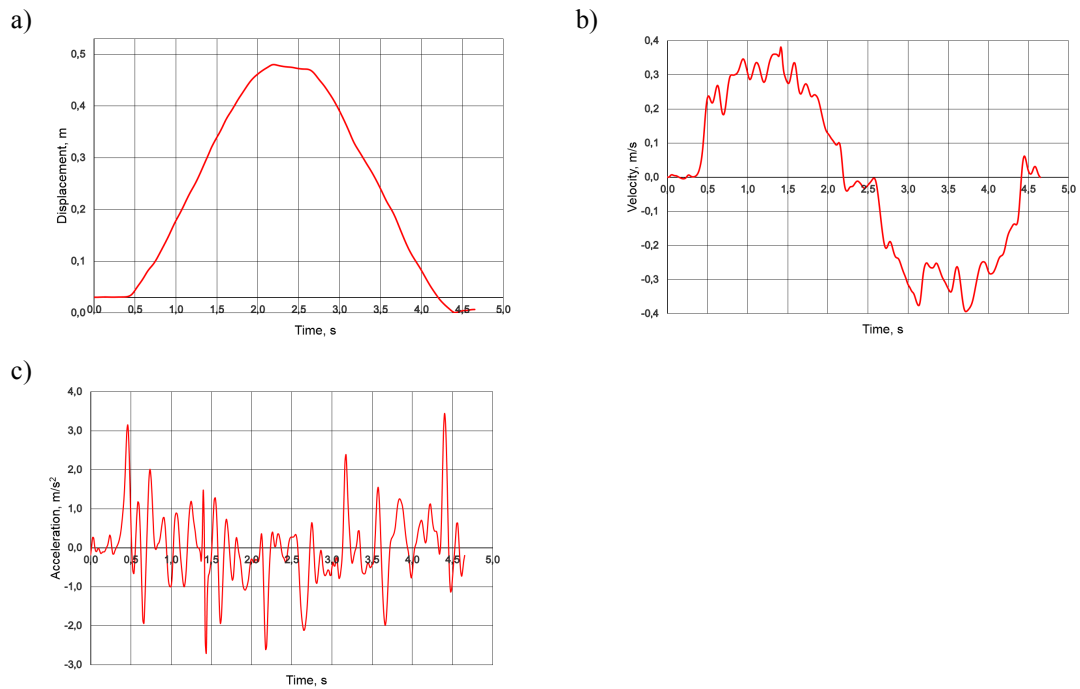 a)
0,5
0,4
0,3
0,2
0,1
0,0
Displacement, m
0,0 0,5 1,0 1,5 2,0 2,5 3,0 3,5 4,0 4,5 5,0
Time, s
b)
0,4
0,3
0,2
0,1
0,0
-0,1
-0,2
-0,3
-0,4
Velocity, m/s
0,0 0,5 1,0 1,5 2,0 2,5 3,0 3,5 4,0 4,5 5,0
Time, s
c)
4,0
3,0
2,0
1,0
0,0
-1,0
-2,0
-3,0
Acceleration, m/s²
0,0 0,5 1,0 1,5 2,0 2,5 3,0 3,5 4,0 4,5 5,0
Time, s